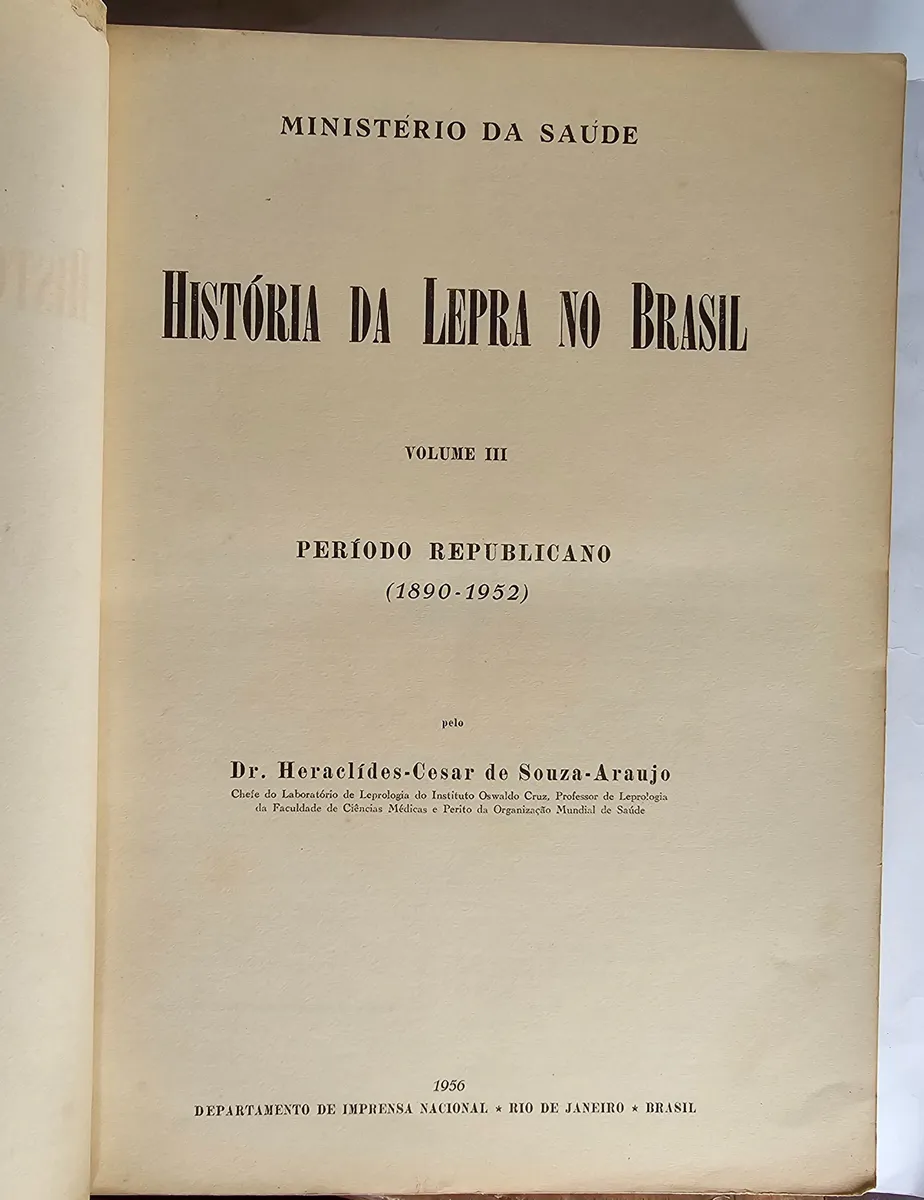 MINISTÉRIO DA SAÚDE
HISTÓRIA DA LEPRA NO BRASIL
VOLUME III
PERÍODO REPUBLICANO
(1890-1952)
pelo
Dr. Heraclídes-Cesar de Souza-Araujo
Chefe do Laboratório de Leprologia do Instituto Oswaldo Cruz, Professor de Leprologia
da Faculdade de Ciências Médicas e Perito da Organização Mundial de Saúde
1956
DEPARTAMENTO DE IMPRENSA NACIONAL ★ RIO DE JANEIRO ★ BRASIL